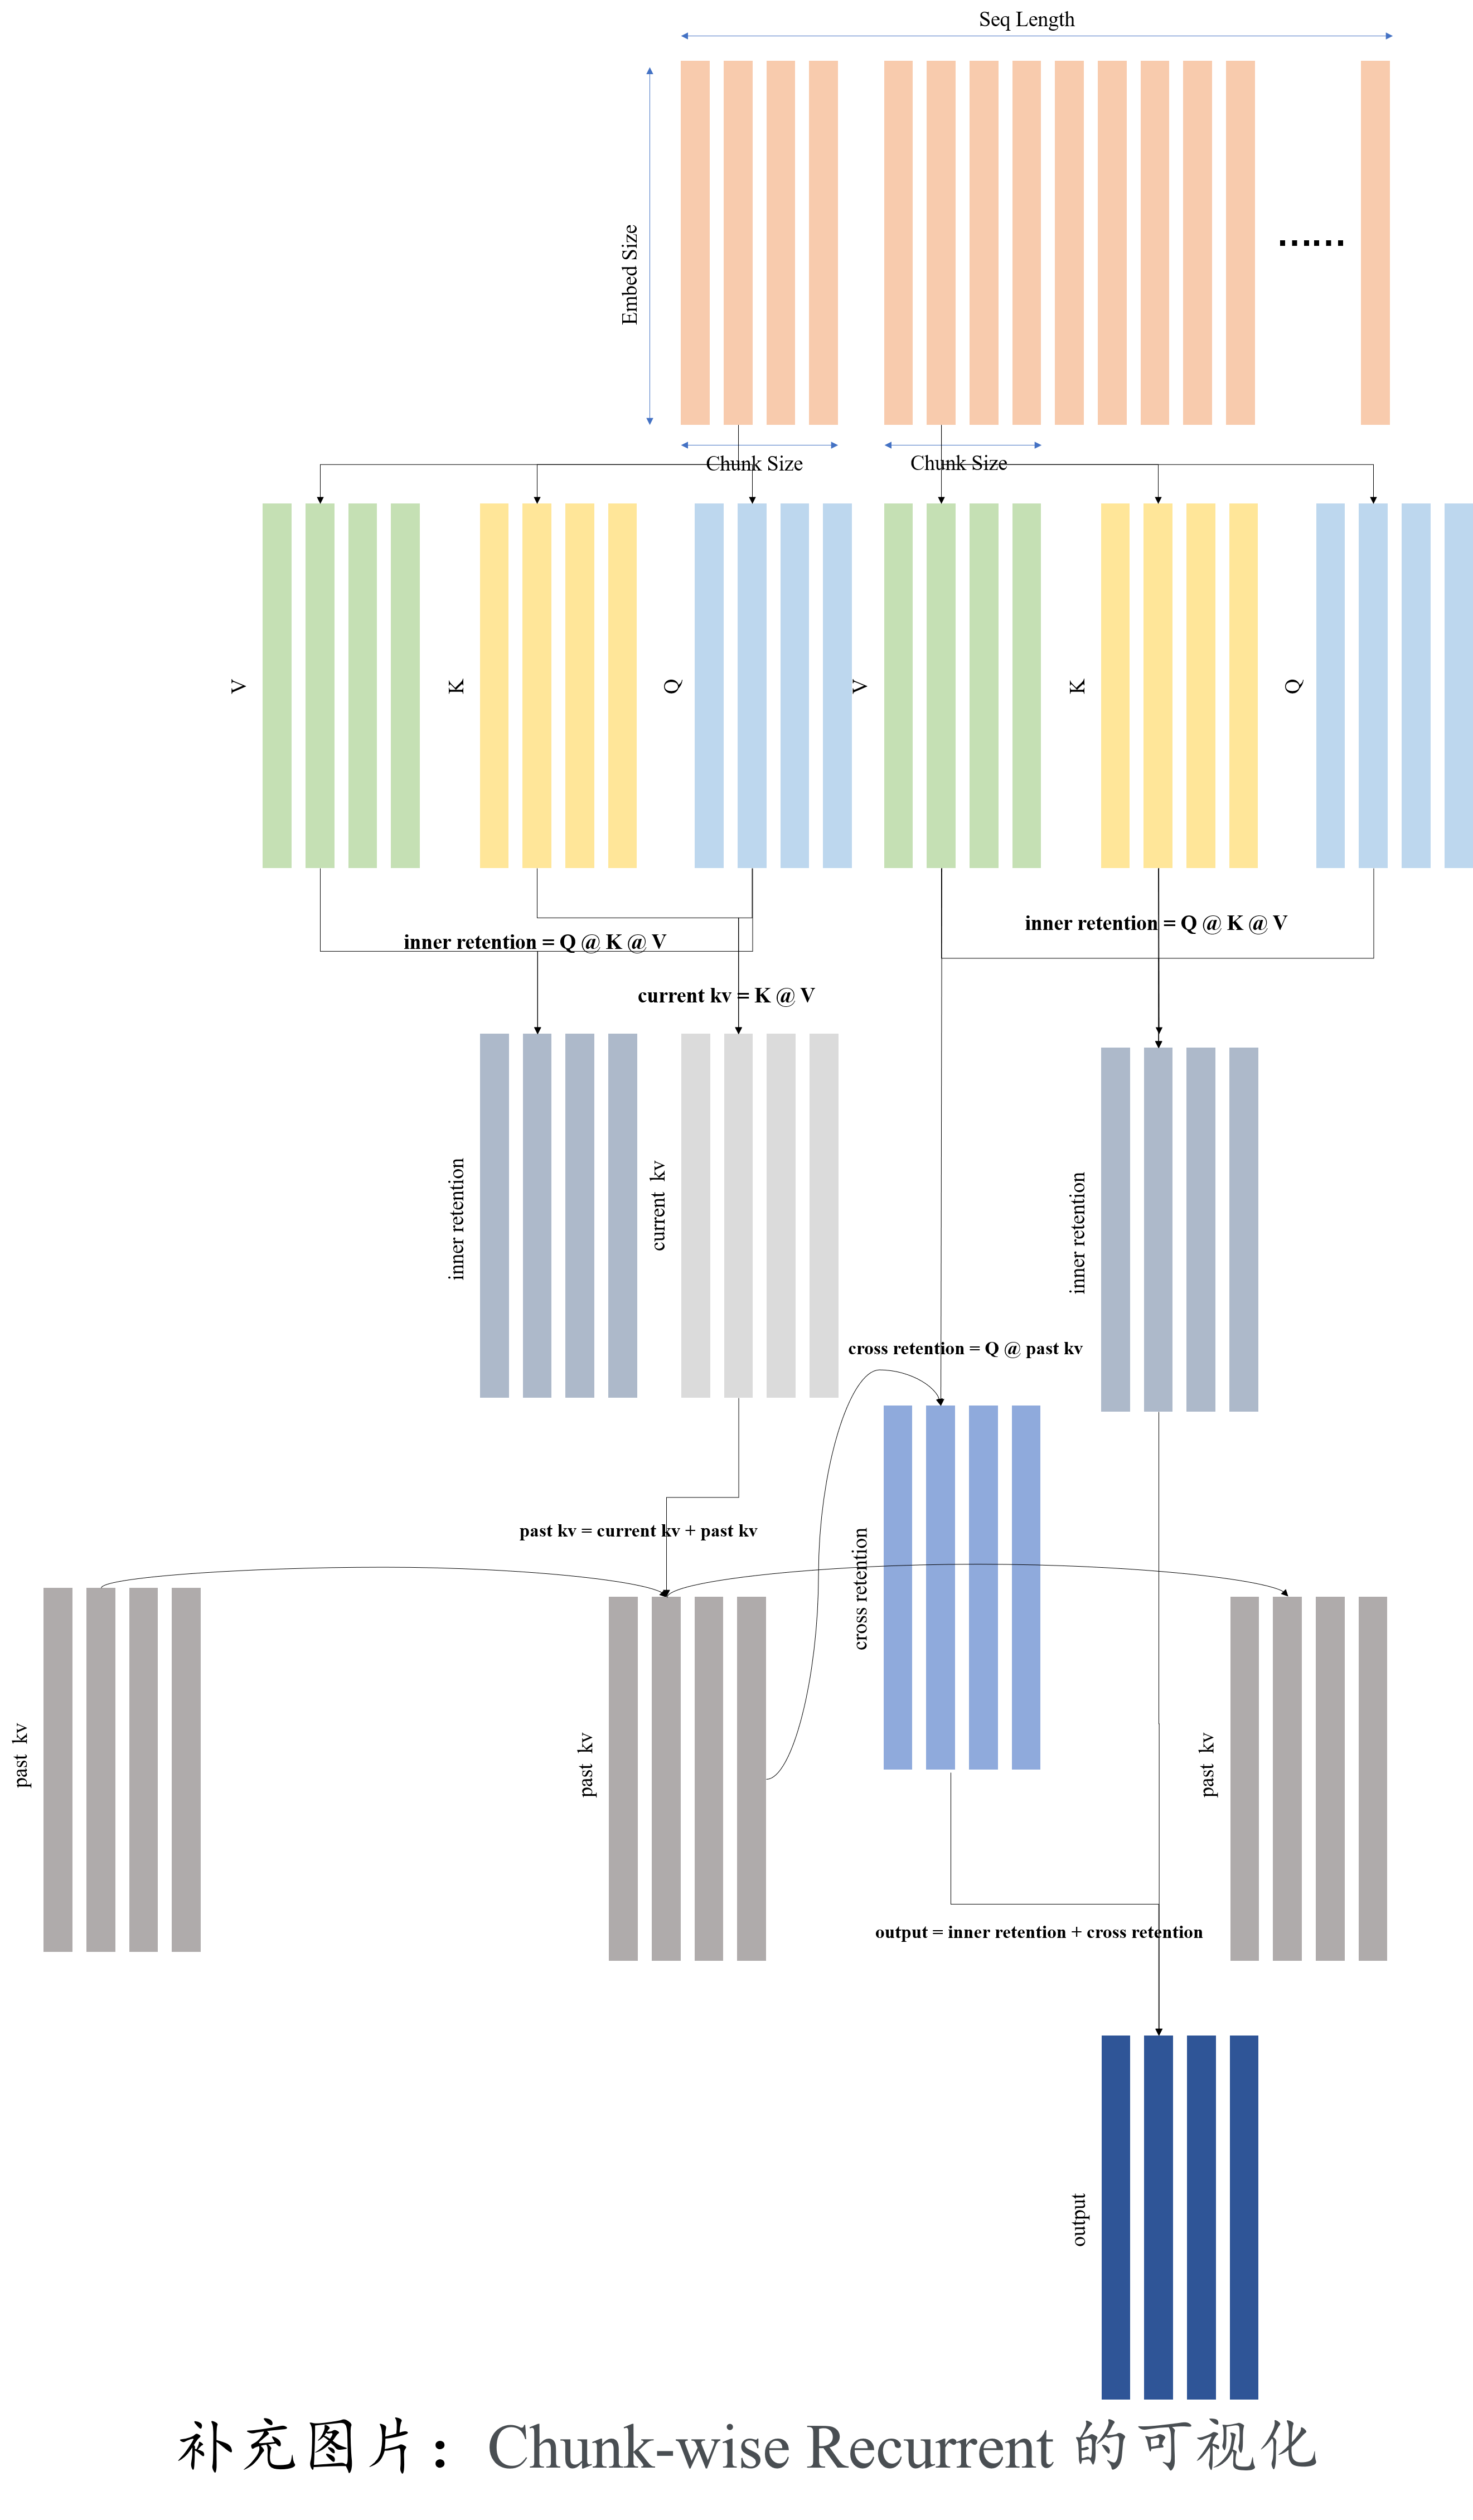 Seq Length
Embed Size
……
Chunk Size
Chunk Size
V
K
Q
V
K
Q
inner retention = Q @ K @ V
inner retention = Q @ K @ V
current kv = K @ V
inner retention
current kv
inner retention
cross retention = Q @ past kv
past kv = current kv + past kv
cross retention
past kv
past kv
past kv
output = inner retention + cross retention
output
补充图片：Chunk-wise Recurrent 的可视化